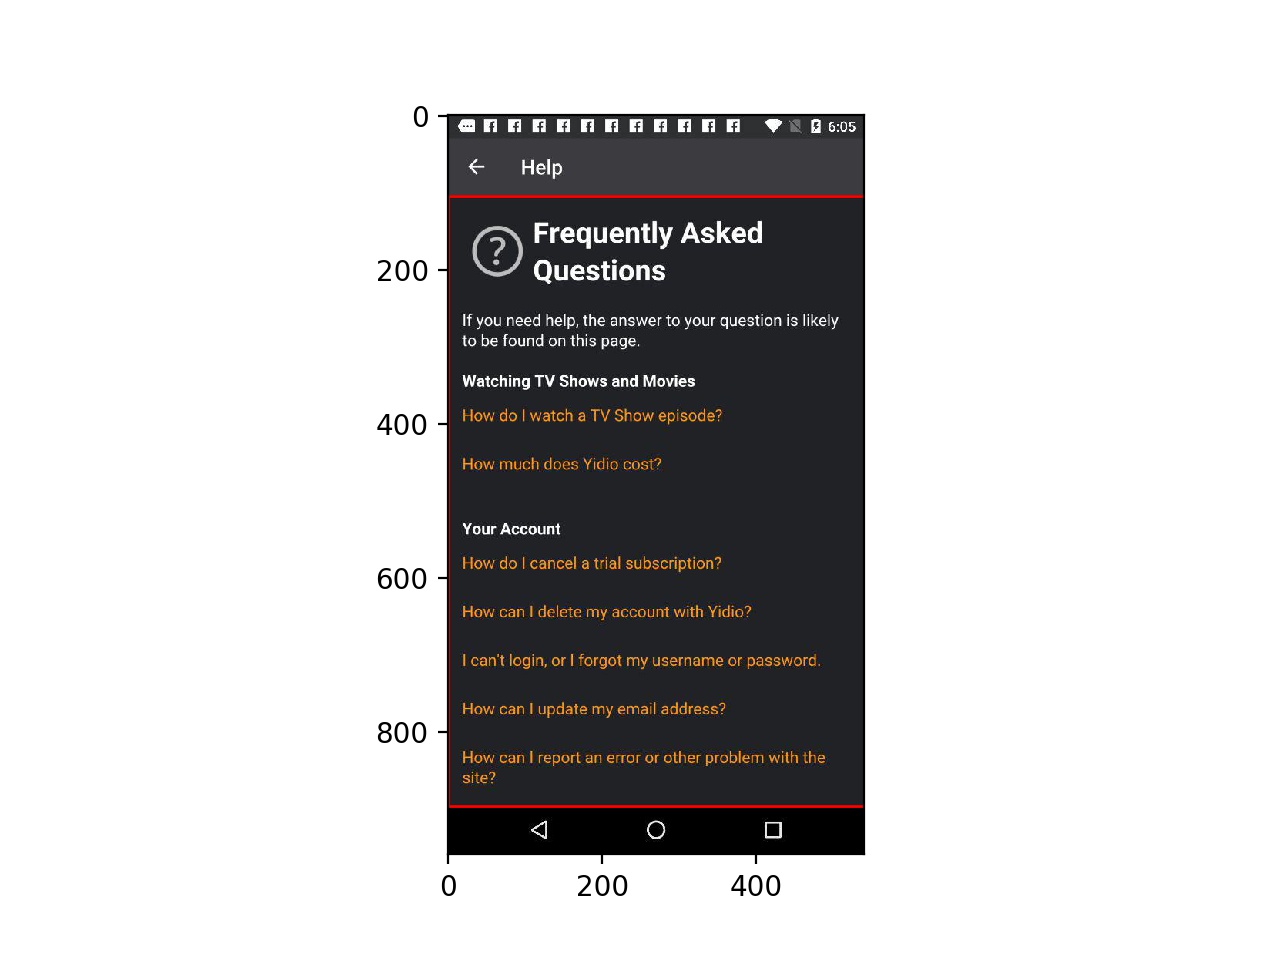 0
6:05
Help
Frequently Asked
200
Questions
If you need help, the answer to your question is likely
to be found on this page.
Watching TV Shows and Movies
400
How do I watch a TV Show episode?
How much does Yidio cost?
Your Account
600
How do I cancel a trial subscription?
How can I delete my account with Yidio?
I can't login, or I forgot my username or password.
How can I update my email address?
800
How can I report an error or other problem with the
site?
0 200 400